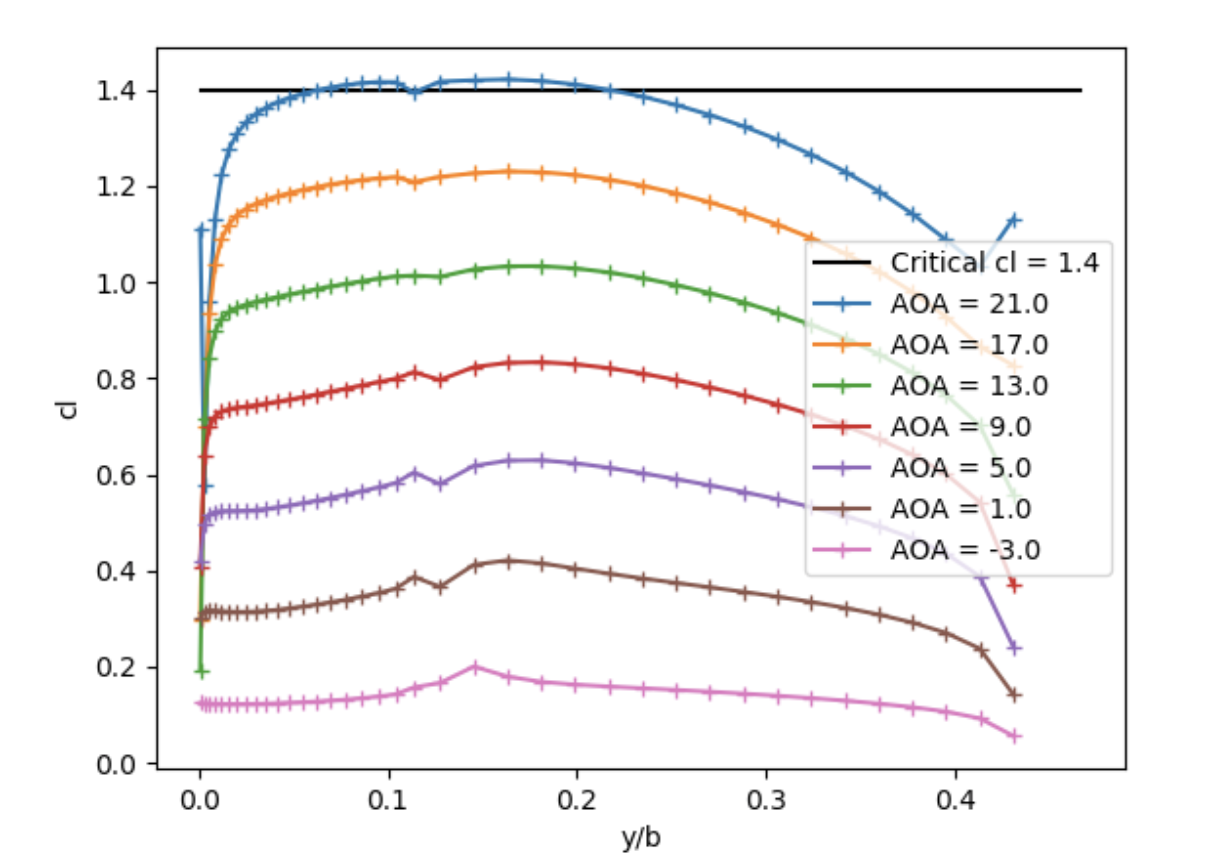 1.4
1.2
1.0
0.8
0.6
0.4
0.2
0.0
cl
0.0 0.1 0.2 0.3 0.4
y/b
Critical cl = 1.4
AOA = 21.0
AOA = 17.0
AOA = 13.0
AOA = 9.0
AOA = 5.0
AOA = 1.0
AOA = -3.0